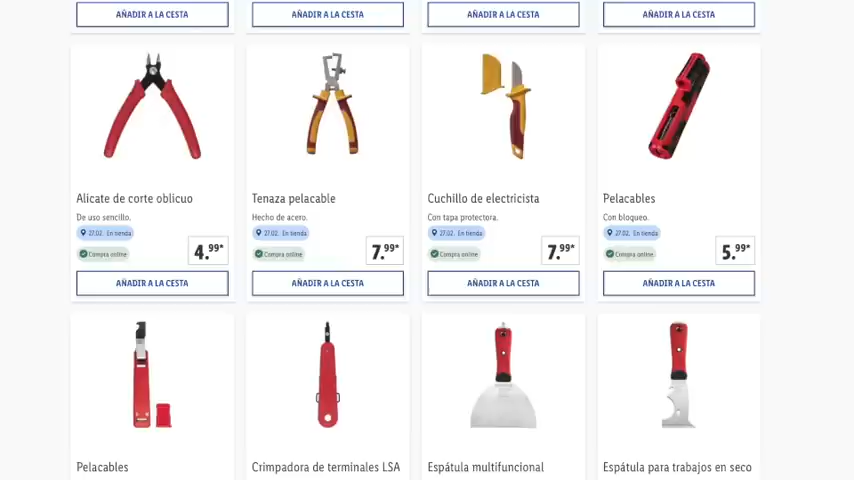 AÑADIR A LA CESTA
AÑADIR A LA CESTA
AÑADIR A LA CESTA
AÑADIR A LA CESTA
Alicate de corte oblicuo
De uso sencillo.
27.02. En tienda
Compra online
4.99*
AÑADIR A LA CESTA
Tenaza pelacable
Hecho de acero.
27.02. En tienda
Compra online
7.99*
AÑADIR A LA CESTA
Cuchillo de electricista
Con tapa protectora.
27.02. En tienda
Compra online
7.99*
AÑADIR A LA CESTA
Pelacables
Con bloqueo.
27.02. En tienda
Compra online
5.99*
AÑADIR A LA CESTA
Pelacables
Crimpadora de terminales LSA
Espátula multifuncional
Espátula para trabajos en seco